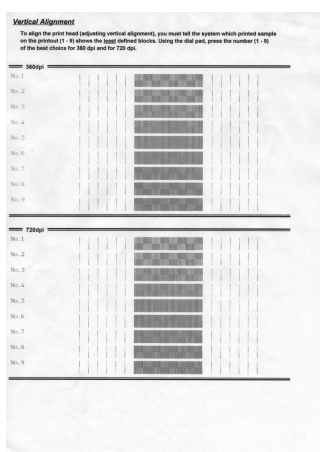 Vertical Alignment
To align the print head (adjusting vertical alignment), you must tell the system which printed sample
on the printout (1 - 9) shows the least defined blocks. Using the dial pad, press the number (1 - 9)
of the best choice for 360 dpi and for 720 dpi.
360dpi
No.1
No.2
No.3
No.4
No.5
No.6
No.7
No.8
No.9
720dpi
No.1
No.2
No.3
No.4
No.5
No.6
No.7
No.8
No.9